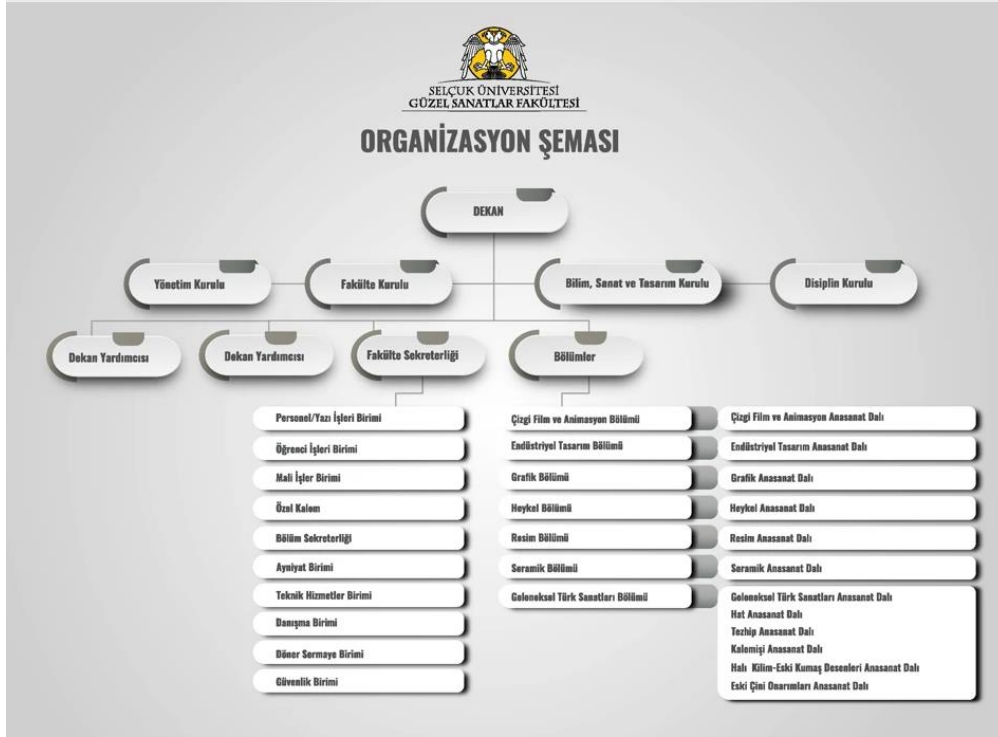 SELÇUK ÜNİVERSİTESİ
GÜZEL SANATLAR FAKÜLTESİ
ORGANİZASYON ŞEMASI
DEKAN
Yönetim Kurulu
Fakülte Kurulu
Bilim, Sanat ve Tasarım Kurulu
Disiplin Kurulu
Dekan Yardımcısı
Dekan Yardımcısı
Fakülte Sekreterliği
Bölümler
Personel/Yazı İşleri Birimi
Öğrenci İşleri Birimi
Mali İşler Birimi
Özel Kalem
Bölüm Sekreterliği
Ayniyat Birimi
Teknik Hizmetler Birimi
Danışma Birimi
Döner Sermaye Birimi
Güvenlik Birimi
Çizgi Film ve Animasyon Bölümü
Endüstriyel Tasarım Bölümü
Grafik Bölümü
Heykel Bölümü
Resim Bölümü
Seramik Bölümü
Geleneksel Türk Sanatları Bölümü
Çizgi Film ve Animasyon Anasanat Dalı
Endüstriyel Tasarım Anasanat Dalı
Grafik Anasanat Dalı
Heykel Anasanat Dalı
Resim Anasanat Dalı
Seramik Anasanat Dalı
Geleneksel Türk Sanatları Anasanat Dalı
Hat Anasanat Dalı
Tezhip Anasanat Dalı
Kalemişi Anasanat Dalı
Halı Kilim-Eski Kumaş Desenleri Anasanat Dalı
Eski Çini Onarımları Anasanat Dalı